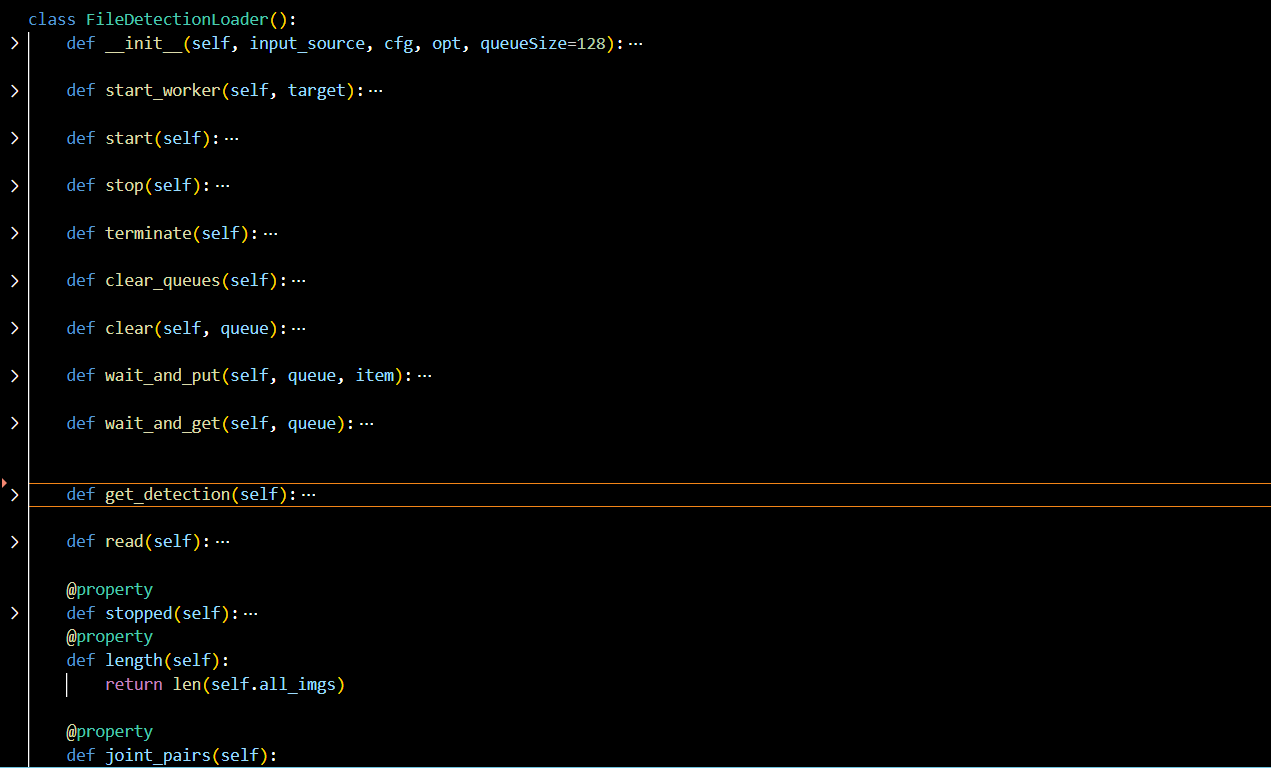 class FileDetectionLoader():
def __init__(self, input_source, cfg, opt, queueSize=128):···
def start_worker(self, target):···
def start(self):···
def stop(self):···
def terminate(self):···
def clear_queues(self):···
def clear(self, queue):···
def wait_and_put(self, queue, item):···
def wait_and_get(self, queue):···
def get_detection(self):···
def read(self):···
@property
def stopped(self):···
@property
def length(self):
return len(self.all_imgs)
@property
def joint_pairs(self):